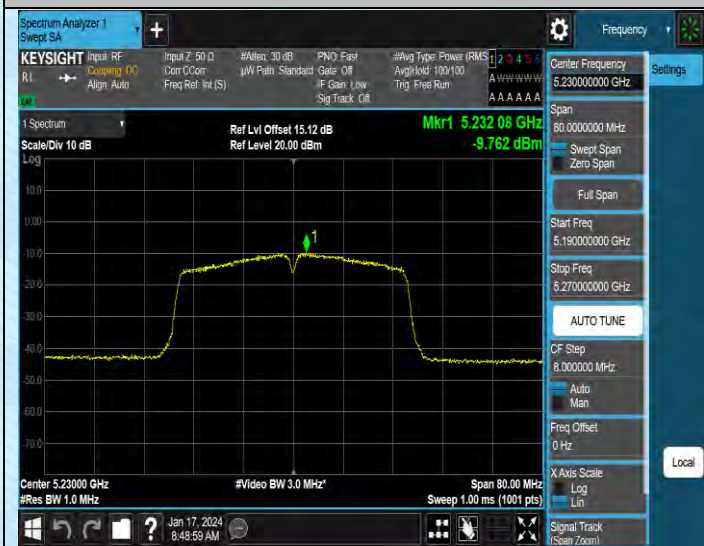 Spectrum Analyzer 1
Swept SA
+
Frequency
KEYSIGHT
RL
Input: RF
Coupling: DC
Align: Auto
Input Z: 50 Ω
Corr CCorr
Freq Ref: Int (S)
#Atten: 30 dB
µW Path: Standard
PNO: Fast
Gate: Off
IF Gain: Low
Sig Track: Off
#Avg Type: Power (RMS
Avg|Hold: 100/100
Trig: Free Run
1 2 3 4 5 6
A W W W W W
A A A A A A
1 Spectrum
Scale/Div 10 dB
Ref Lvl Offset 15.12 dB
Ref Level 20.00 dBm
Mkr1 5.232 08 GHz
-9.762 dBm
Log
10.0
0.00
-10.0
-20.0
-30.0
-40.0
-50.0
-60.0
-70.0
1
Center 5.23000 GHz
#Res BW 1.0 MHz
#Video BW 3.0 MHz*
Span 80.00 MHz
Sweep 1.00 ms (1001 pts)
?
Jan 17, 2024
8:48:59 AM
Center Frequency
5.230000000 GHz
Settings
Span
80.0000000 MHz
Swept Span
Zero Span
Full Span
Start Freq
5.190000000 GHz
Stop Freq
5.270000000 GHz
AUTO TUNE
CF Step
8.000000 MHz
Auto
Man
Freq Offset
0 Hz
X Axis Scale
Log
Lin
Local
Signal Track
(Span Zoom)